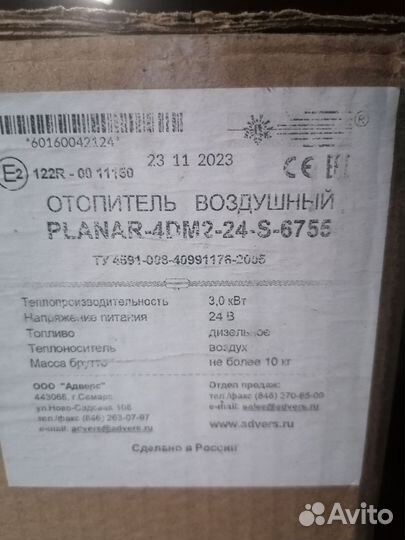 *60160042124*
®
23 11 2023
E2 122R - 00 11160
CE EAC
ОТОПИТЕЛЬ ВОЗДУШНЫЙ
PLANAR-4DM2-24-S-6755
ТУ 4591-008-40991176-2005
Теплопроизводительность 3,0 кВт
Напряжение питания 24 В
Топливо дизельное
Теплоноситель воздух
Масса брутто не более 10 кг
ООО "Адверс" Отдел продаж:
443068, г.Самара тел./факс (846) 270-65-00
ул.Ново-Садовая 106 e-mail: sales@advers.ru
тел./факс (846) 263-07-97
e-mail: advers@advers.ru www.advers.ru
Сделано в России
Avito